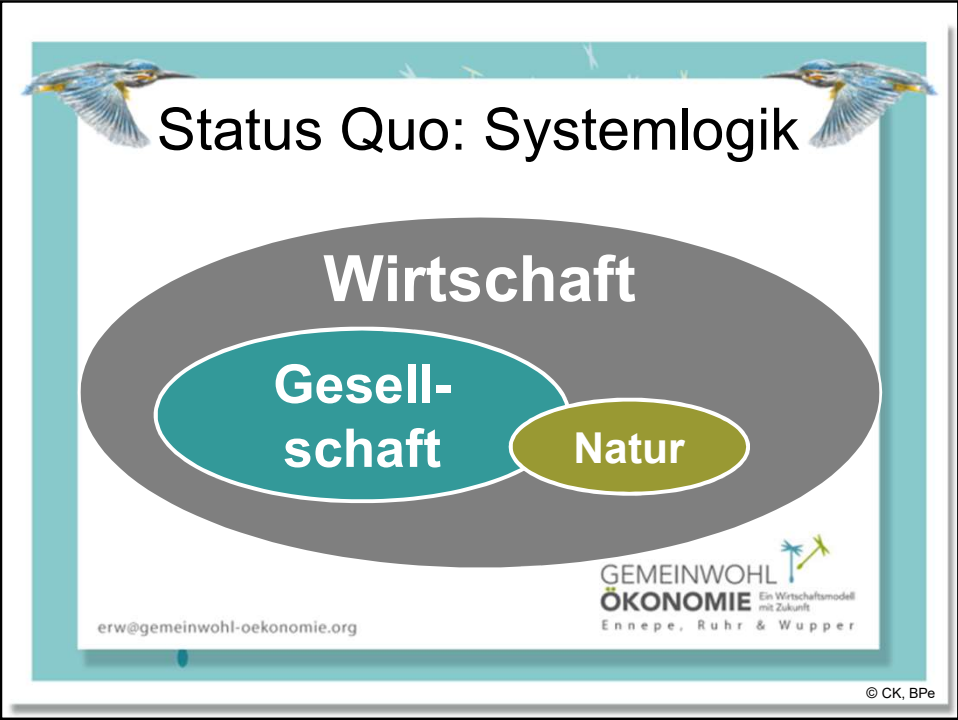 Status Quo: Systemlogik
Wirtschaft
Gesell-
schaft
Natur
GEMEINWOHL
ÖKONOMIE
Ein Wirtschaftsmodell
mit Zukunft
Ennepe, Ruhr & Wupper
erw@gemeinwohl-oekonomie.org
© CK, BPe